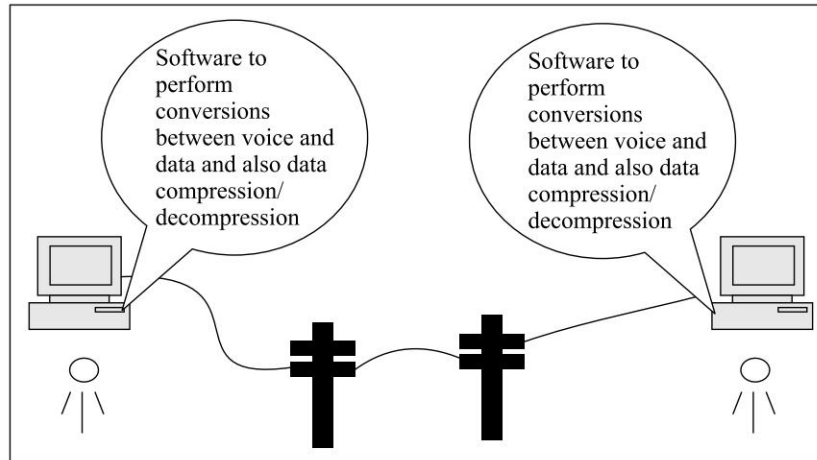 Software to
perform
conversions
between voice and
data and also data
compression/
decompression
Software to
perform
conversions
between voice and
data and also data
compression/
decompression